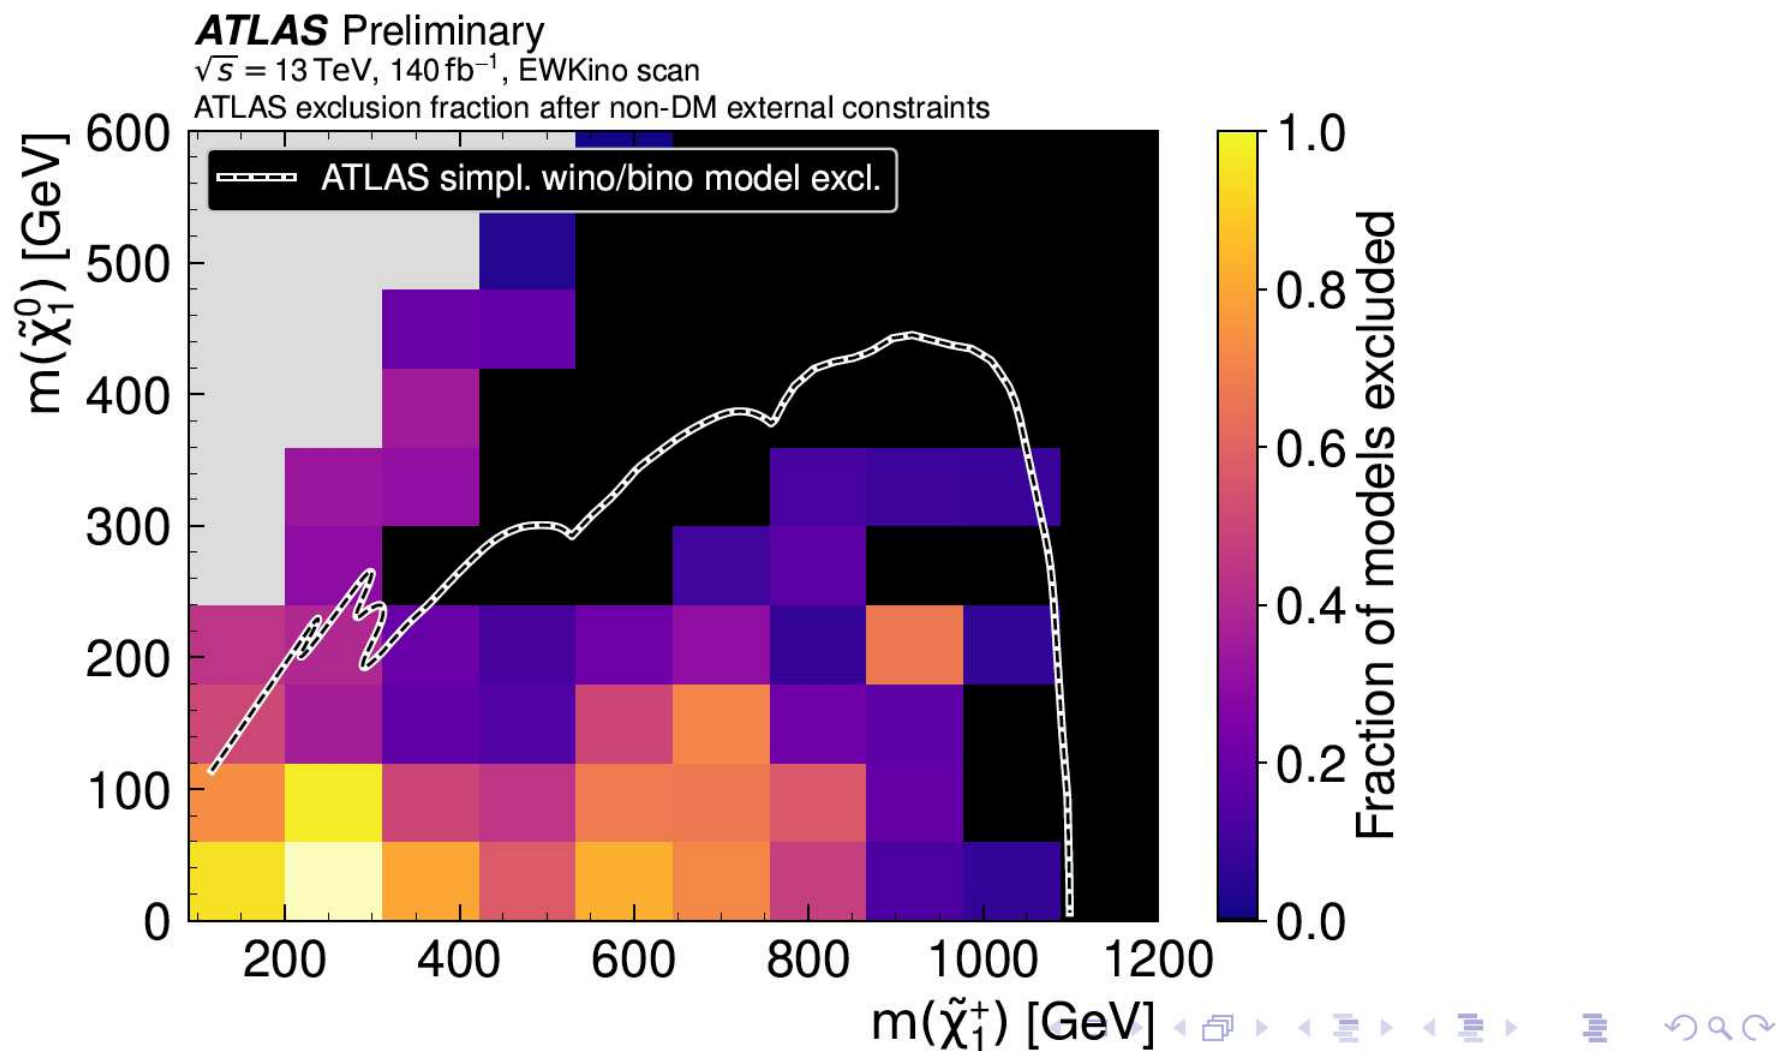 ATLAS Preliminary
√s = 13 TeV, 140 fb⁻¹, EWKino scan
ATLAS exclusion fraction after non-DM external constraints
ATLAS simpl. wino/bino model excl.
m(χ̃₁⁰) [GeV]
600
500
400
300
200
100
0
200 400 600 800 1000 1200
m(χ̃₁⁺) [GeV]
1.0
0.8
0.6
0.4
0.2
0.0
Fraction of models excluded